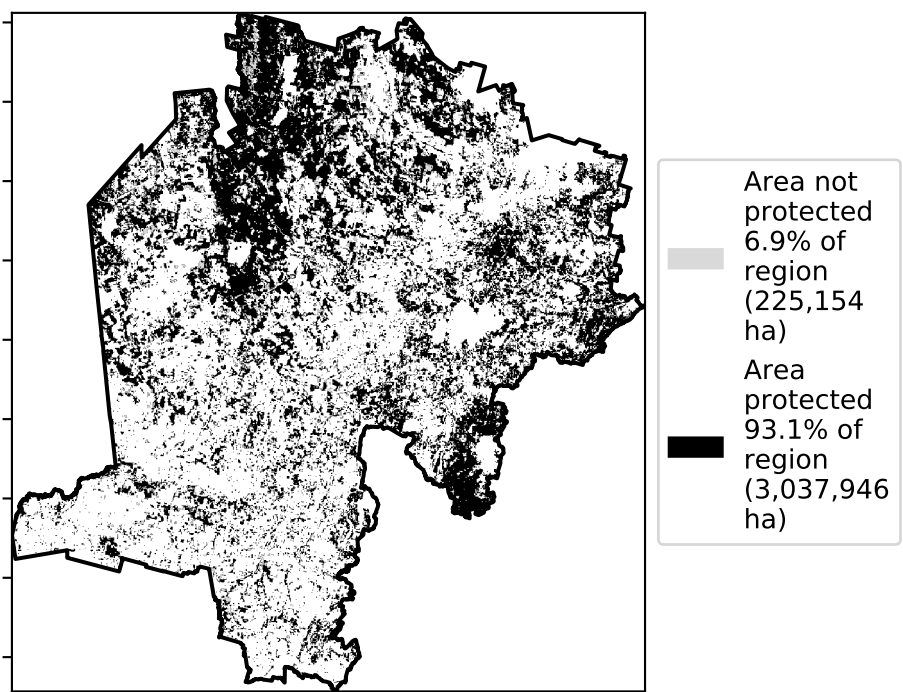 Area not
protected
6.9% of
region
(225,154
ha)
Area
protected
93.1% of
region
(3,037,946
ha)